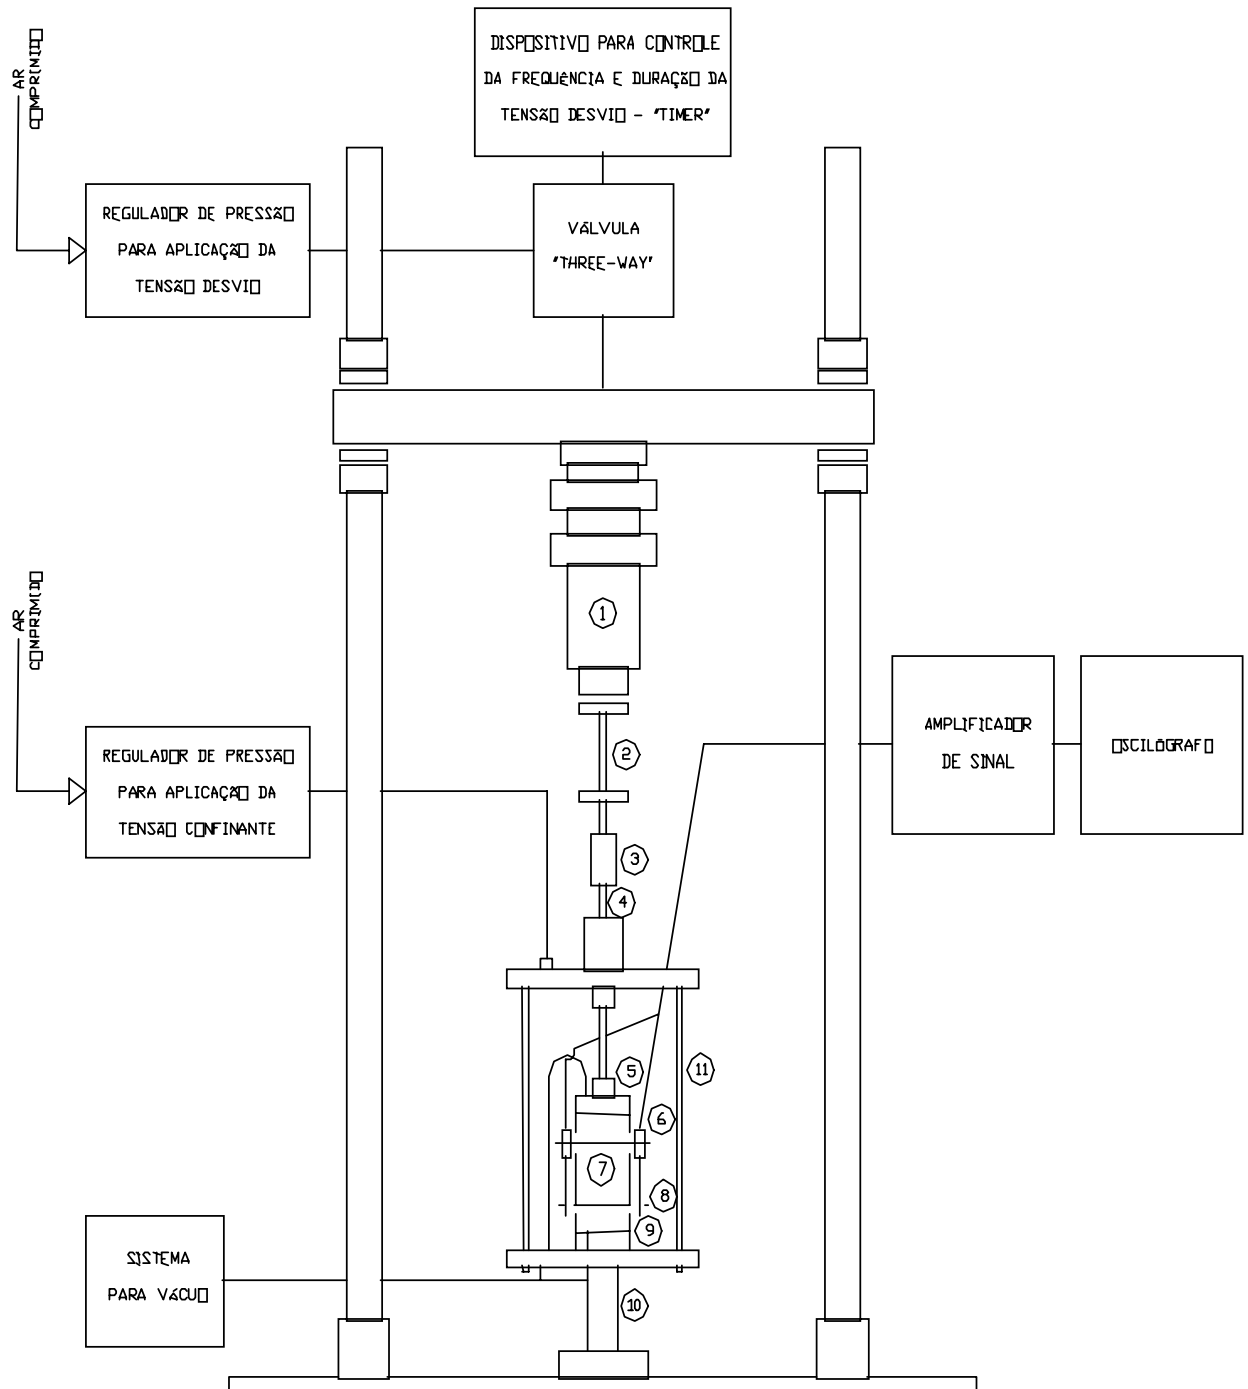 DISPOSITIVO PARA CONTROLE
DA FREQUÊNCIA E DURAÇÃO DA
TENSÃO DESVIO - "TIMER"
AR
COMPRIMIDO
REGULADOR DE PRESSÃO
PARA APLICAÇÃO DA
TENSÃO DESVIO
VÁLVULA
"THREE-WAY"
AR
COMPRIMIDO
1
REGULADOR DE PRESSÃO
PARA APLICAÇÃO DA
TENSÃO CONFINANTE
2
AMPLIFICADOR
DE SINAL
OSCILÓGRAFO
3
4
5
11
6
7
8
9
SISTEMA
PARA VÁCUO
10